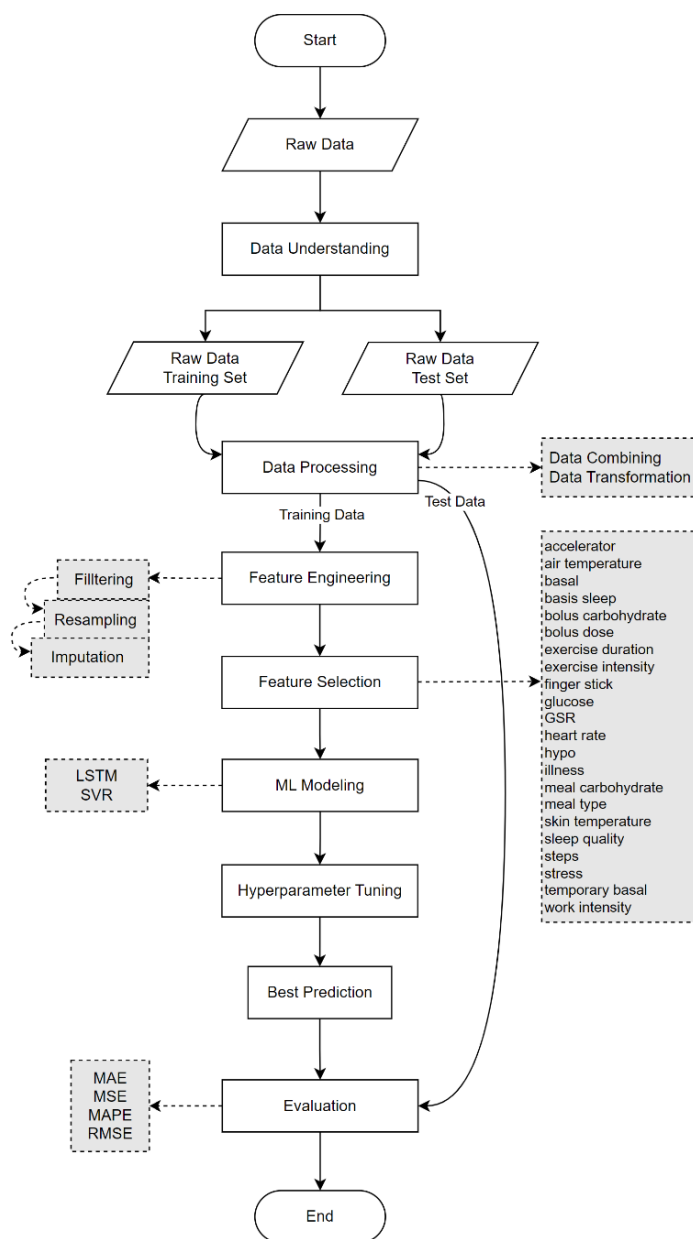 Start
Raw Data
Data Understanding
Raw Data
Training Set
Raw Data
Test Set
Data Processing
Data Combining
Data Transformation
Training Data
Test Data
Feature Engineering
Filltering
Resampling
Imputation
Feature Selection
accelerator
air temperature
basal
basis sleep
bolus carbohydrate
bolus dose
exercise duration
exercise intensity
finger stick
glucose
GSR
heart rate
hypo
illness
meal carbohydrate
meal type
skin temperature
sleep quality
steps
stress
temporary basal
work intensity
ML Modeling
LSTM
SVR
Hyperparameter Tuning
Best Prediction
Evaluation
MAE
MSE
MAPE
RMSE
End